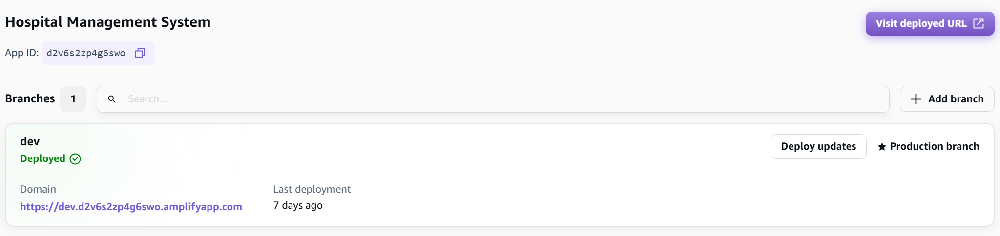 Hospital Management System
Visit deployed URL
App ID: d2v6s2zp4g6swo
Branches 1
Search...
Add branch
dev
Deployed
Deploy updates
Production branch
Domain
Last deployment
https://dev.d2v6s2zp4g6swo.amplifyapp.com
7 days ago